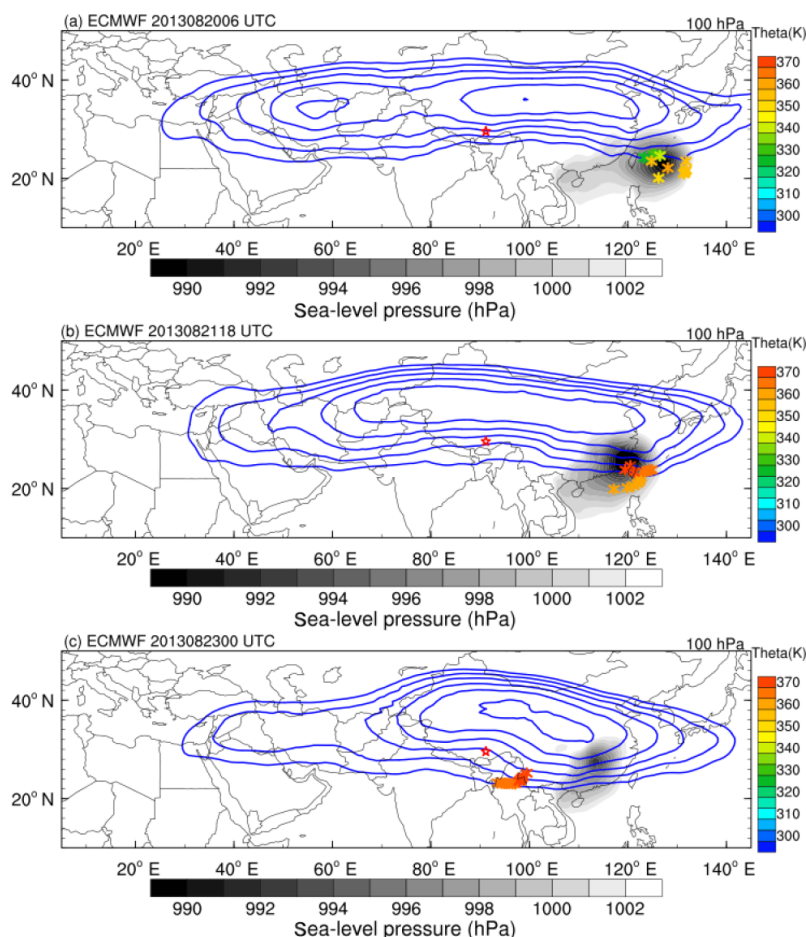 (a) ECMWF 2013082006 UTC 100 hPa Theta(K)
40° N
20° N
20° E 40° E 60° E 80° E 100° E 120° E 140° E
370
360
350
340
330
320
310
300
990 992 994 996 998 1000 1002
Sea-level pressure (hPa)
(b) ECMWF 2013082118 UTC 100 hPa Theta(K)
40° N
20° N
20° E 40° E 60° E 80° E 100° E 120° E 140° E
370
360
350
340
330
320
310
300
990 992 994 996 998 1000 1002
Sea-level pressure (hPa)
(c) ECMWF 2013082300 UTC 100 hPa Theta(K)
40° N
20° N
20° E 40° E 60° E 80° E 100° E 120° E 140° E
370
360
350
340
330
320
310
300
990 992 994 996 998 1000 1002
Sea-level pressure (hPa)